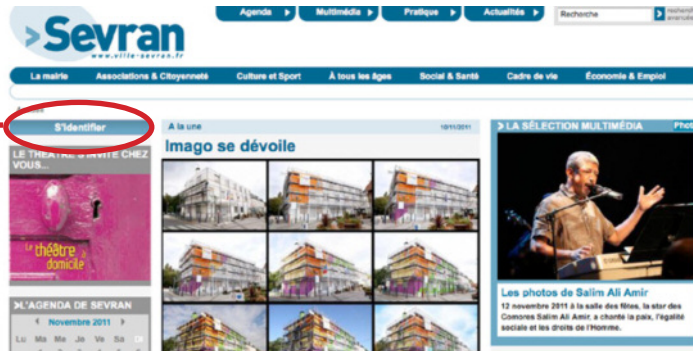 Agenda
Multimédia
Pratique
Actualités
Recherche
>Sevran
www.ville-sevran.fr
La mairie
Associations & Citoyenneté
Culture et Sport
À tous les âges
Social & Santé
Cadre de vie
Économie & Emploi
S'identifier
LE THEATRE S'INVITE CHEZ
VOUS...
le théâtre à
domicile
>L'AGENDA DE SEVRAN
Novembre 2011
Lu Ma Me Je Ve Sa Di
A la une
10/11/2011
Imago se dévoile
> LA SÉLECTION MULTIMÉDIA
Les photos de Salim Ali Amir
12 novembre 2011 à la salle des fêtes, la star des
Comores Salim Ali Amir, a chanté la paix, l'égalité
sociale et les droits de l'Homme.